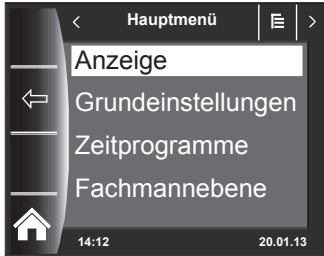 Hauptmenü
Anzeige
Grundeinstellungen
Zeitprogramme
Fachmannebene
14:12 20.01.13